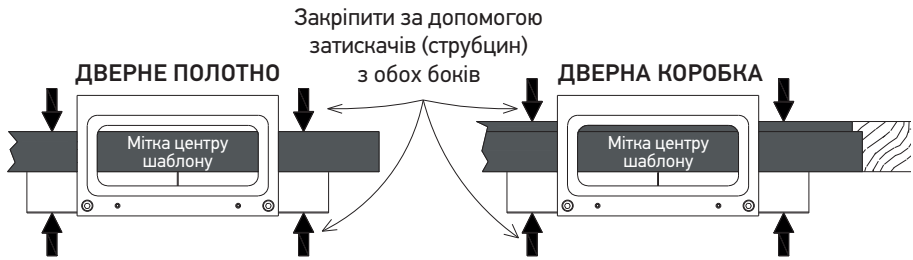 Закріпити за допомогою
затискачів (струбцин)
з обох боків
ДВЕРНЕ ПОЛОТНО
ДВЕРНА КОРОБКА
Мітка центру
шаблону
Мітка центру
шаблону